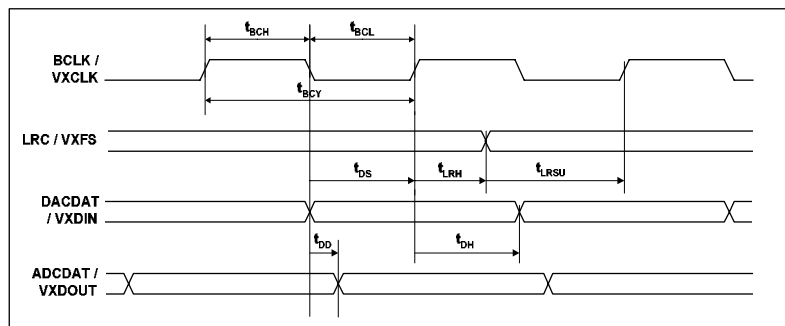 tBCH
tBCL
BCLK /
VXCLK
tBCY
LRC / VXFS
tDS
tLRH
tLRSU
DACDAT
/ VXDIN
tDD
tDH
ADCDAT /
VXDOUT